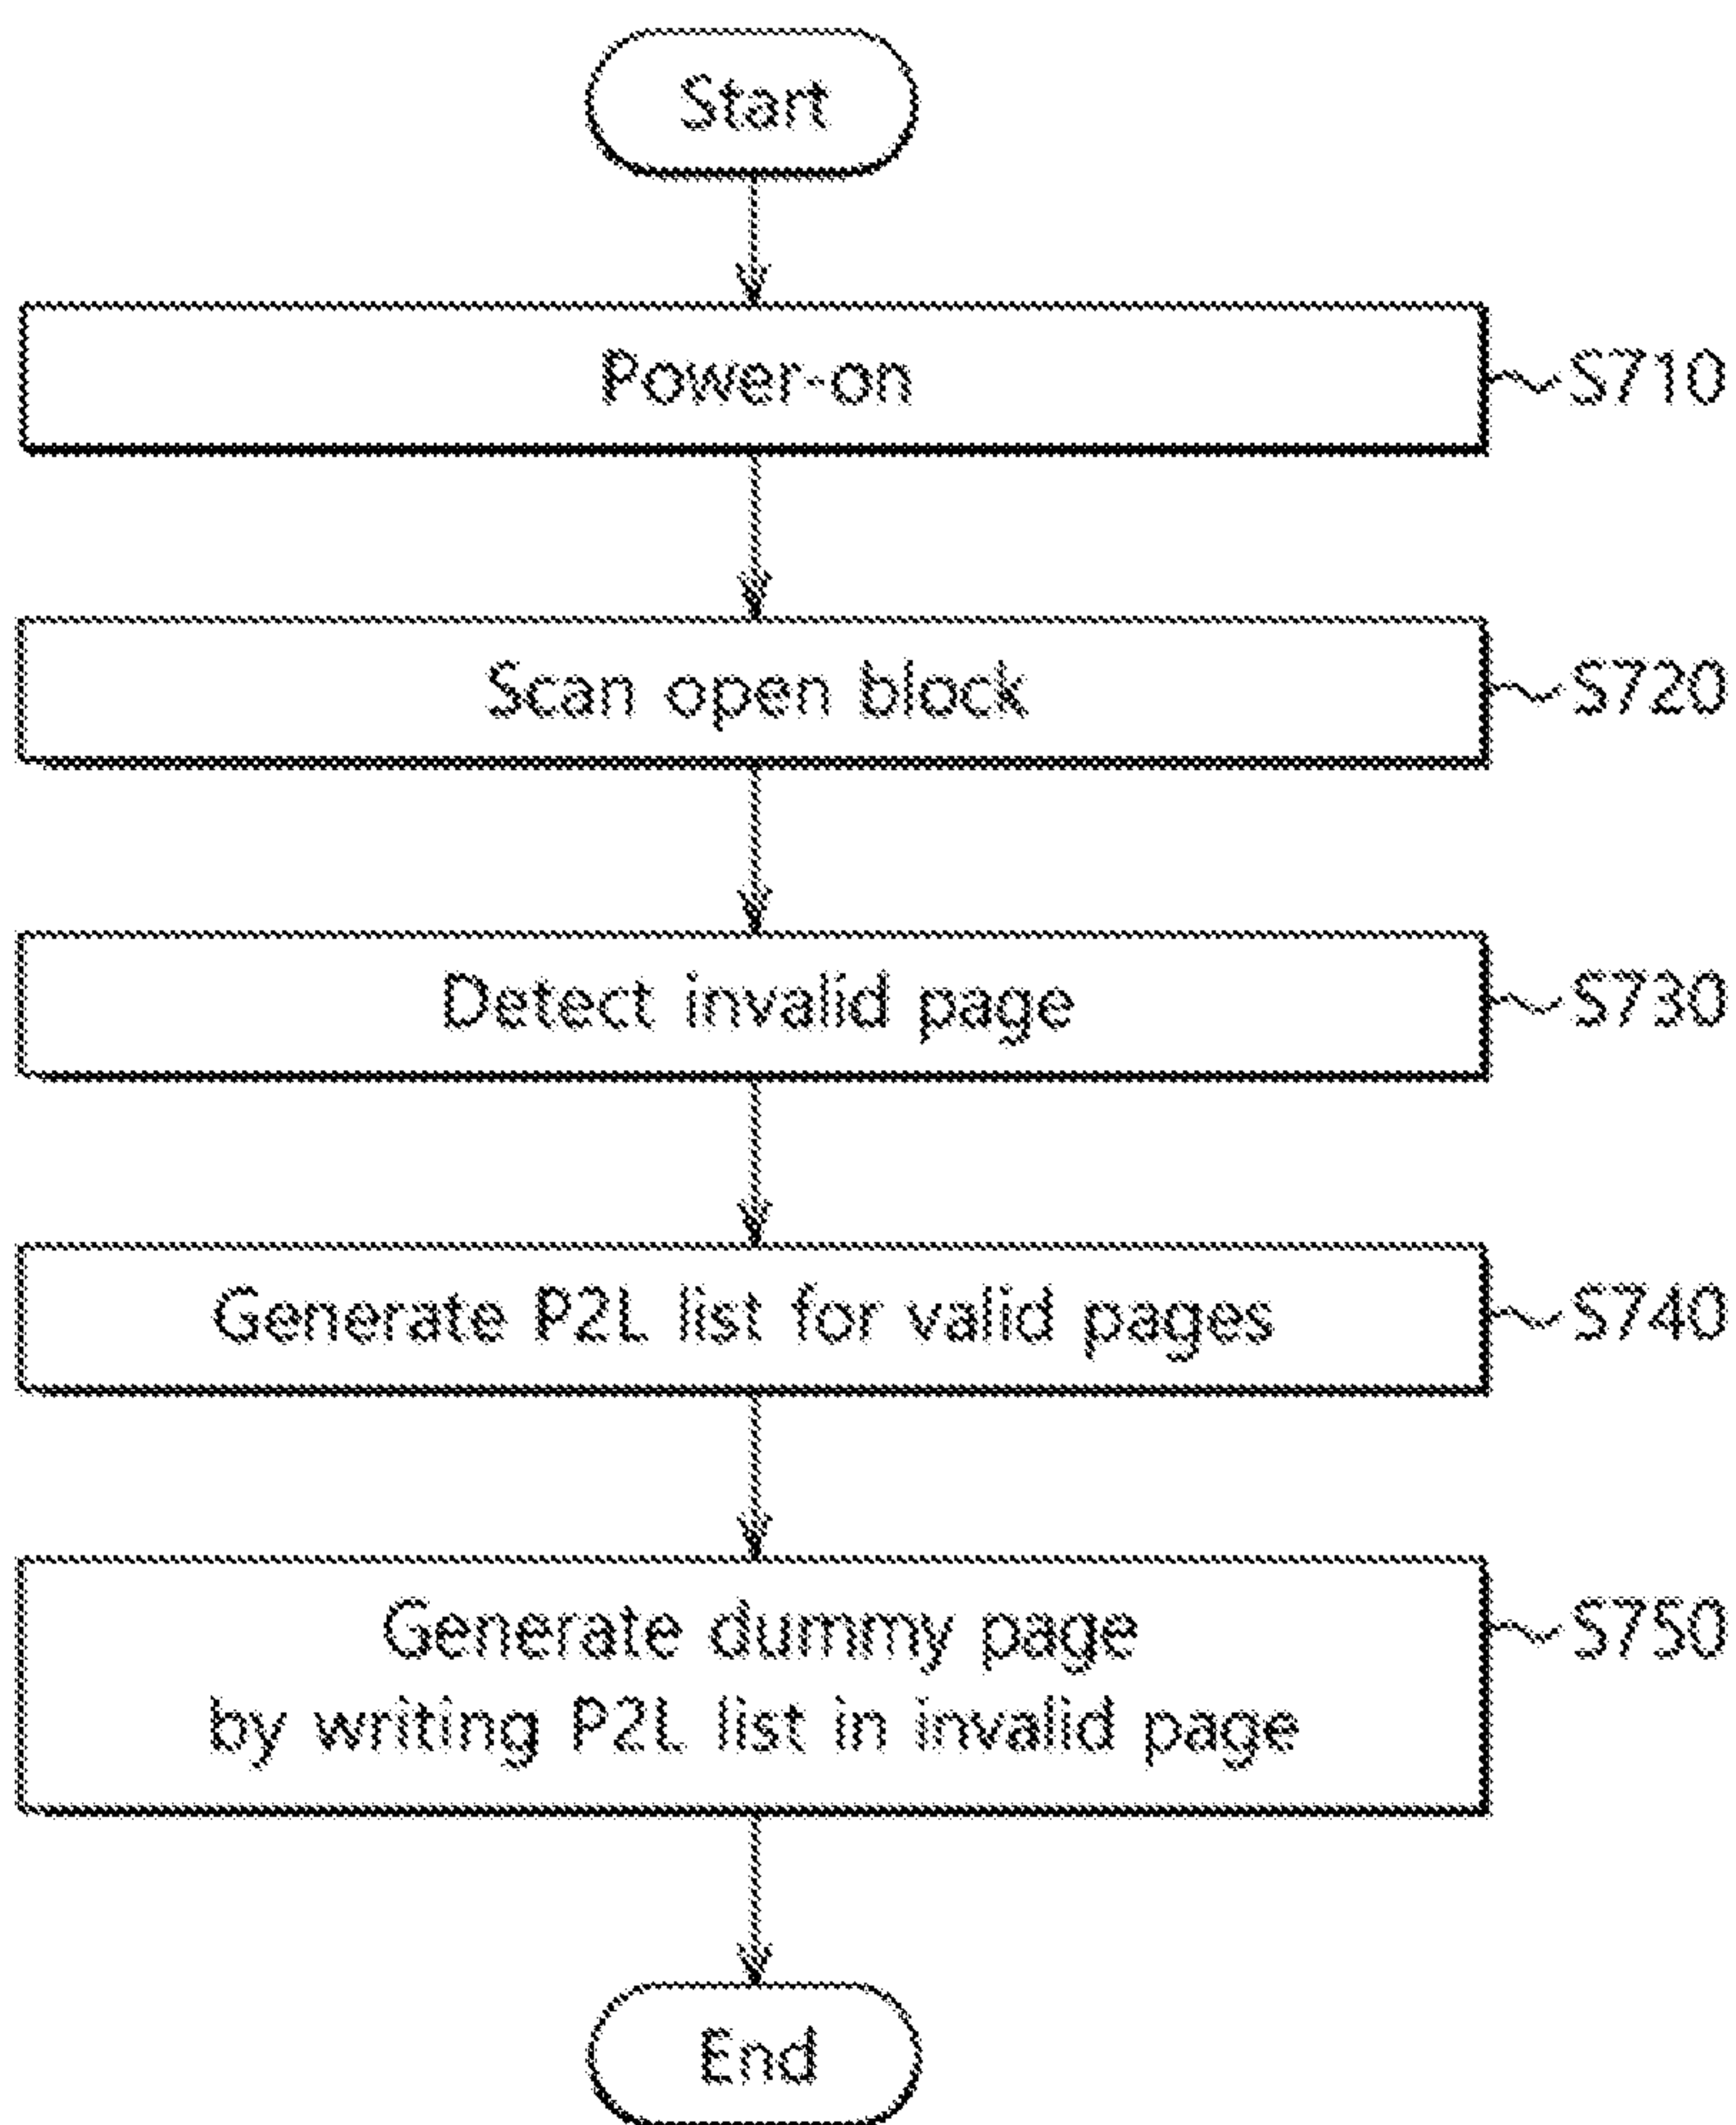 Start
Power-on
S710
Scan open block
S720
Detect invalid page
S730
Generate P2L list for valid pages
S740
Generate dummy page
by writing P2L list in invalid page
S750
End